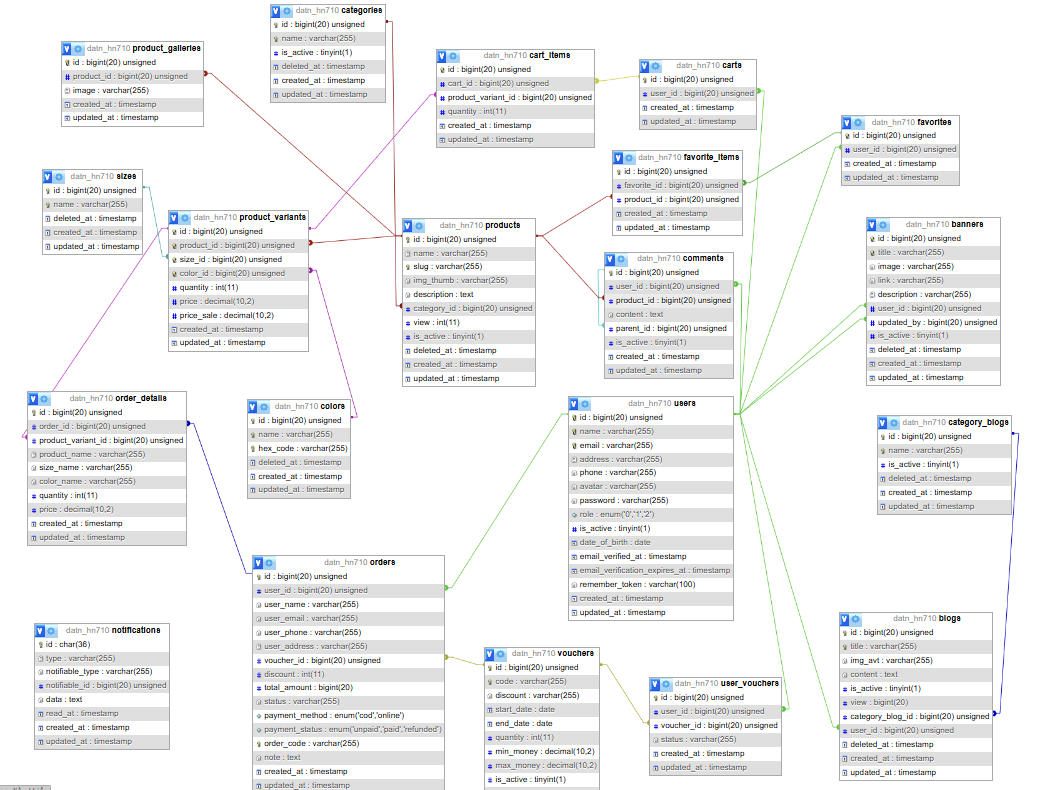 datn_hn710 categories
id : bigint(20) unsigned
name : varchar(255)
is_active : tinyint(1)
deleted_at : timestamp
created_at : timestamp
updated_at : timestamp
datn_hn710 product_galleries
id : bigint(20) unsigned
product_id : bigint(20) unsigned
image : varchar(255)
created_at : timestamp
updated_at : timestamp
datn_hn710 cart_items
id : bigint(20) unsigned
cart_id : bigint(20) unsigned
product_variant_id : bigint(20) unsigned
quantity : int(11)
created_at : timestamp
updated_at : timestamp
datn_hn710 carts
id : bigint(20) unsigned
user_id : bigint(20) unsigned
created_at : timestamp
updated_at : timestamp
datn_hn710 favorites
id : bigint(20) unsigned
user_id : bigint(20) unsigned
created_at : timestamp
updated_at : timestamp
datn_hn710 favorite_items
id : bigint(20) unsigned
favorite_id : bigint(20) unsigned
product_id : bigint(20) unsigned
created_at : timestamp
updated_at : timestamp
datn_hn710 sizes
id : bigint(20) unsigned
name : varchar(255)
deleted_at : timestamp
created_at : timestamp
updated_at : timestamp
datn_hn710 product_variants
id : bigint(20) unsigned
product_id : bigint(20) unsigned
size_id : bigint(20) unsigned
color_id : bigint(20) unsigned
quantity : int(11)
price : decimal(10,2)
price_sale : decimal(10,2)
created_at : timestamp
updated_at : timestamp
datn_hn710 products
id : bigint(20) unsigned
name : varchar(255)
slug : varchar(255)
img_thumb : varchar(255)
description : text
category_id : bigint(20) unsigned
view : int(11)
is_active : tinyint(1)
deleted_at : timestamp
created_at : timestamp
updated_at : timestamp
datn_hn710 comments
id : bigint(20) unsigned
user_id : bigint(20) unsigned
product_id : bigint(20) unsigned
content : text
parent_id : bigint(20) unsigned
is_active : tinyint(1)
created_at : timestamp
updated_at : timestamp
datn_hn710 banners
id : bigint(20) unsigned
title : varchar(255)
image : varchar(255)
link : varchar(255)
description : varchar(255)
user_id : bigint(20) unsigned
updated_by : bigint(20) unsigned
is_active : tinyint(1)
deleted_at : timestamp
created_at : timestamp
updated_at : timestamp
datn_hn710 order_details
id : bigint(20) unsigned
order_id : bigint(20) unsigned
product_variant_id : bigint(20) unsigned
product_name : varchar(255)
size_name : varchar(255)
color_name : varchar(255)
quantity : int(11)
price : decimal(10,2)
created_at : timestamp
updated_at : timestamp
datn_hn710 colors
id : bigint(20) unsigned
name : varchar(255)
hex_code : varchar(255)
deleted_at : timestamp
created_at : timestamp
updated_at : timestamp
datn_hn710 users
id : bigint(20) unsigned
name : varchar(255)
email : varchar(255)
address : varchar(255)
phone : varchar(255)
avatar : varchar(255)
password : varchar(255)
role : enum('0','1','2')
is_active : tinyint(1)
date_of_birth : date
email_verified_at : timestamp
email_verification_expires_at : timestamp
remember_token : varchar(100)
created_at : timestamp
updated_at : timestamp
datn_hn710 category_blogs
id : bigint(20) unsigned
name : varchar(255)
is_active : tinyint(1)
deleted_at : timestamp
created_at : timestamp
updated_at : timestamp
datn_hn710 orders
id : bigint(20) unsigned
user_id : bigint(20) unsigned
user_name : varchar(255)
user_email : varchar(255)
user_phone : varchar(255)
user_address : varchar(255)
voucher_id : bigint(20) unsigned
discount : int(11)
total_amount : bigint(20)
status : varchar(255)
payment_method : enum('cod','online')
payment_status : enum('unpaid','paid','refunded')
order_code : varchar(255)
note : text
created_at : timestamp
updated_at : timestamp
datn_hn710 notifications
id : char(36)
type : varchar(255)
notifiable_type : varchar(255)
notifiable_id : bigint(20) unsigned
data : text
read_at : timestamp
created_at : timestamp
updated_at : timestamp
datn_hn710 vouchers
id : bigint(20) unsigned
code : varchar(255)
discount : varchar(255)
start_date : date
end_date : date
quantity : int(11)
min_money : decimal(10,2)
max_money : decimal(10,2)
is_active : tinyint(1)
datn_hn710 user_vouchers
id : bigint(20) unsigned
user_id : bigint(20) unsigned
voucher_id : bigint(20) unsigned
status : varchar(255)
created_at : timestamp
updated_at : timestamp
datn_hn710 blogs
id : bigint(20) unsigned
title : varchar(255)
img_avt : varchar(255)
content : text
is_active : tinyint(1)
view : bigint(20)
category_blog_id : bigint(20) unsigned
user_id : bigint(20) unsigned
deleted_at : timestamp
created_at : timestamp
updated_at : timestamp